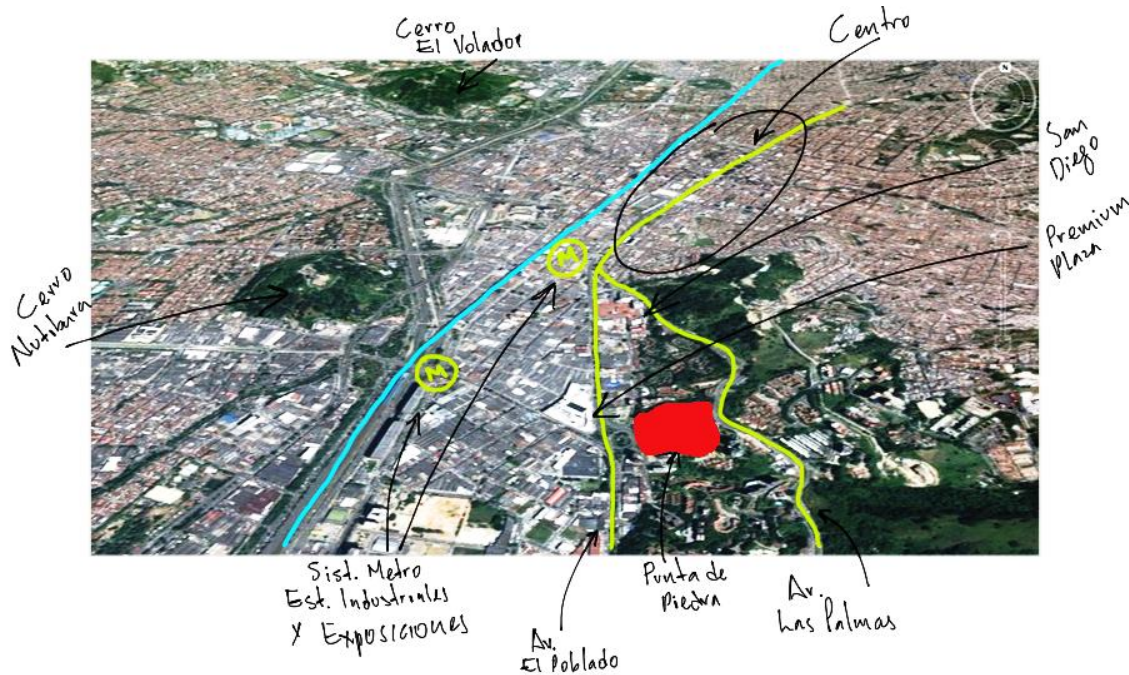 Cerro
El Volador
Centro
N
San
Diego
Premium
Plaza
Cerro
Nutibara
M
M
Sist. Metro
Est. Industriales
y Exposiciones
Av.
El Poblado
Punta de
Piedra
Av.
Las Palmas